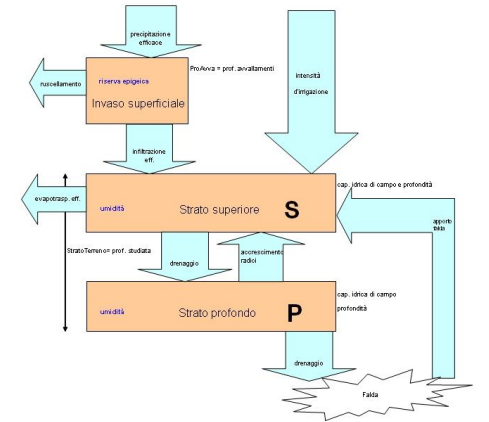 precipitazione
efficace
ProAvva = prof. avvallamenti
riserva epigeica
ruscellamento
Invaso superficiale
intensità
d'irrigazione
infiltrazione
eff.
cap. idrica di campo e profondità
evapotrasp. eff.
umidità
Strato superiore S
apporto
falda
StratoTerreno= prof. studiata
drenaggio
accrescimento
radici
cap. idrica di campo
profondità
umidità
Strato profondo P
drenaggio
Falda